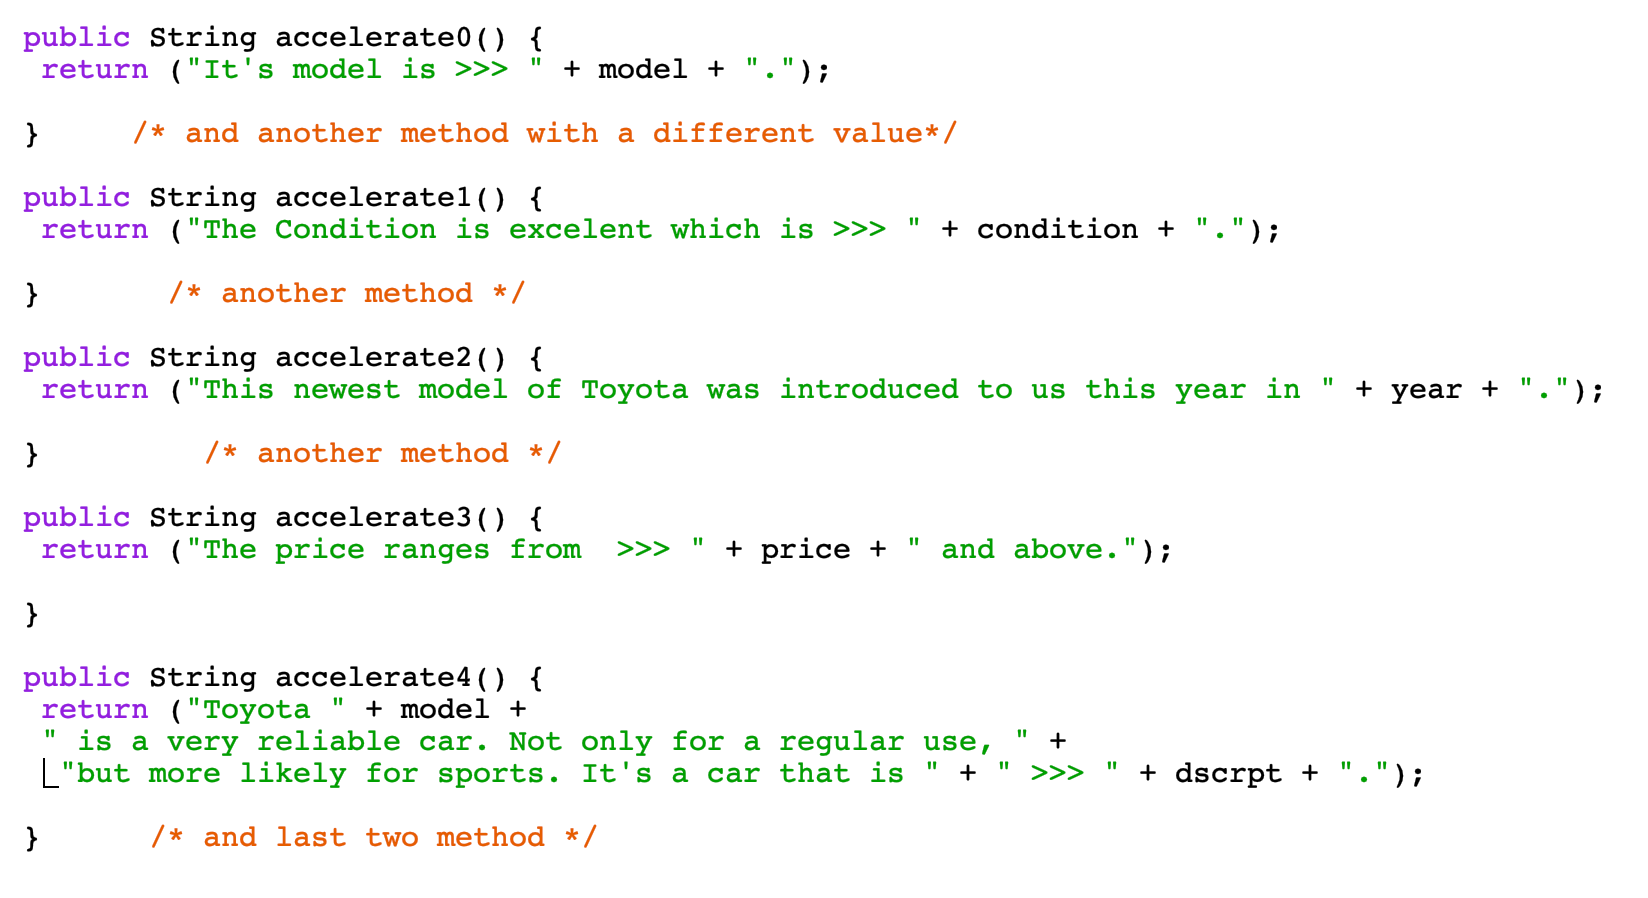 public String accelerate0() {
return ("It's model is >>> " + model + ".");
} /* and another method with a different value*/
public String accelerate1() {
return ("The Condition is excelent which is >>> " + condition + ".");
} /* another method */
public String accelerate2() {
return ("This newest model of Toyota was introduced to us this year in " + year + ".");
} /* another method */
public String accelerate3() {
return ("The price ranges from  >>> " + price + " and above.");
}
public String accelerate4() {
return ("Toyota " + model +
" is a very reliable car. Not only for a regular use, " +
"but more likely for sports. It's a car that is " + " >>> " + dscrpt + ".");
} /* and last two method */